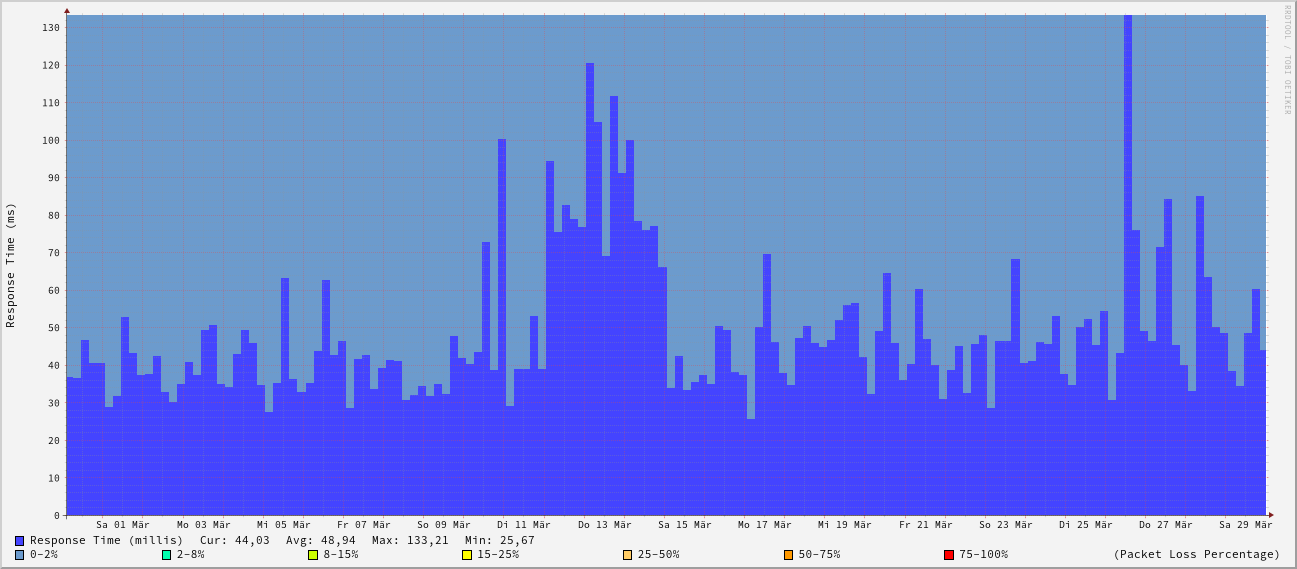 RRDTOOL / TOBI OETIKER
Response Time (ms)
130
120
110
100
90
80
70
60
50
40
30
20
10
0
Sa 01 Mär Mo 03 Mär Mi 05 Mär Fr 07 Mär So 09 Mär Di 11 Mär Do 13 Mär Sa 15 Mär Mo 17 Mär Mi 19 Mär Fr 21 Mär So 23 Mär Di 25 Mär Do 27 Mär Sa 29 Mär
Response Time (millis) Cur: 44,03 Avg: 48,94 Max: 133,21 Min: 25,67
0-2% 2-8% 8-15% 15-25% 25-50% 50-75% 75-100% (Packet Loss Percentage)